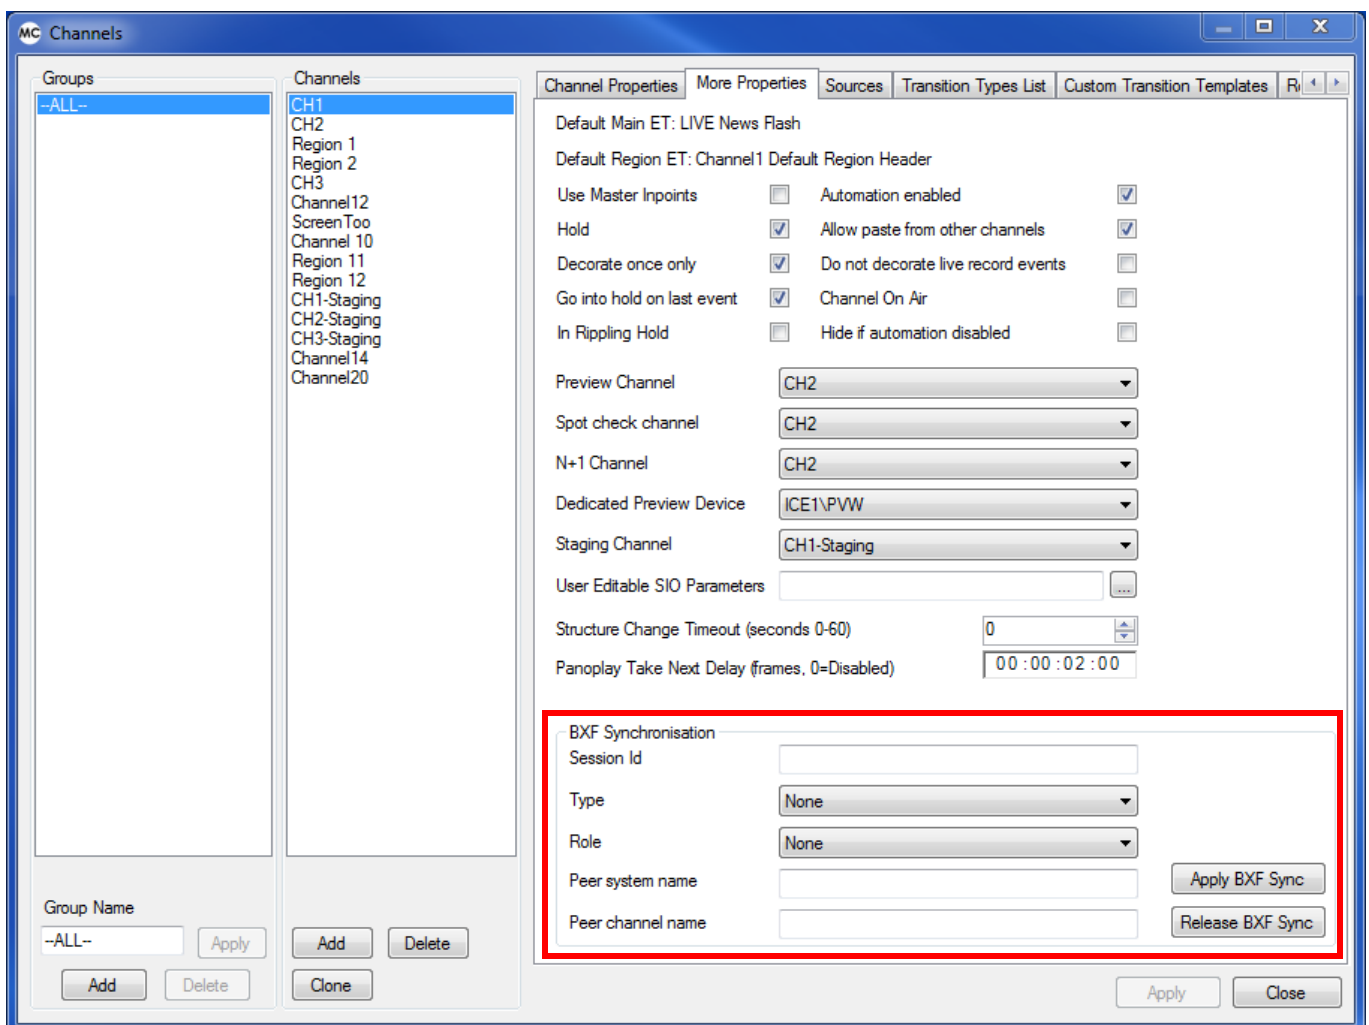 MC Channels
Groups
--ALL--
Group Name
--ALL--
Apply
Add
Delete
Channels
CH1
CH2
Region 1
Region 2
CH3
Channel12
ScreenToo
Channel 10
Region 11
Region 12
CH1-Staging
CH2-Staging
CH3-Staging
Channel14
Channel20
Add
Delete
Clone
Channel Properties
More Properties
Sources
Transition Types List
Custom Transition Templates
Default Main ET: LIVE News Flash
Default Region ET: Channel1 Default Region Header
Use Master Inpoints
Automation enabled
Hold
Allow paste from other channels
Decorate once only
Do not decorate live record events
Go into hold on last event
Channel On Air
In Rippling Hold
Hide if automation disabled
Preview Channel
CH2
Spot check channel
CH2
N+1 Channel
CH2
Dedicated Preview Device
ICE1\PVW
Staging Channel
CH1-Staging
User Editable SIO Parameters
...
Structure Change Timeout (seconds 0-60)
0
Panoplay Take Next Delay (frames, 0=Disabled)
00:00:02:00
BXF Synchronisation
Session Id
Type
None
Role
None
Peer system name
Apply BXF Sync
Peer channel name
Release BXF Sync
Apply
Close